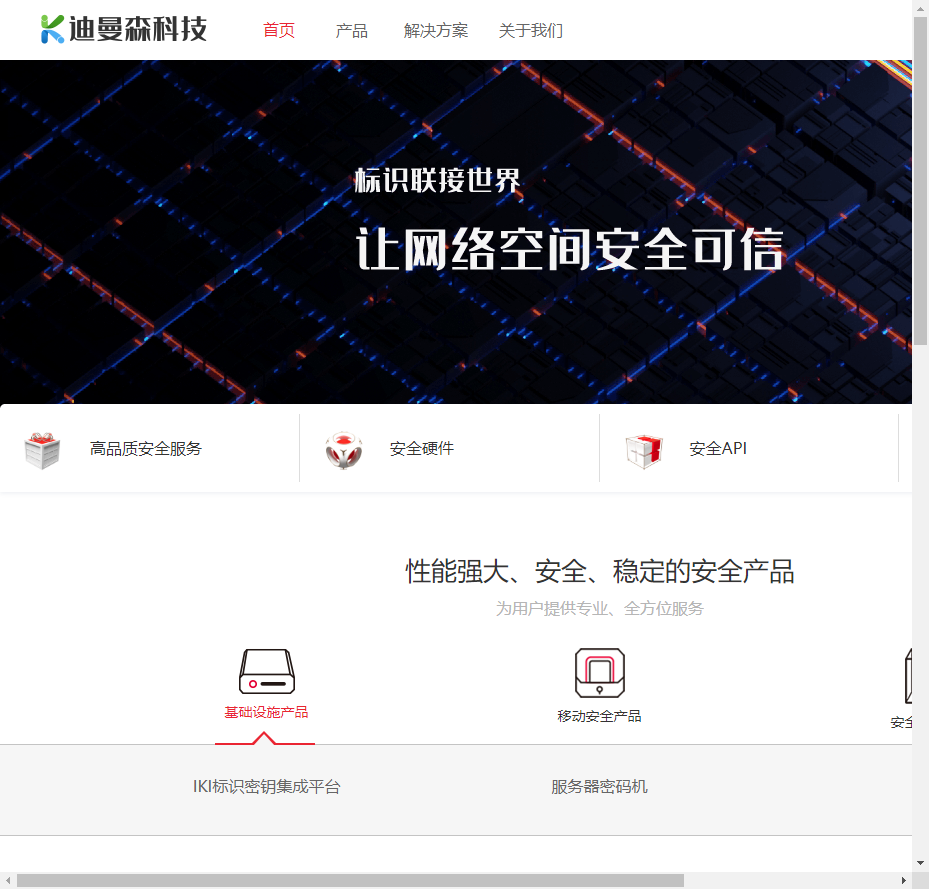 迪曼森科技
首页 产品 解决方案 关于我们
标识联接世界
让网络空间安全可信
高品质安全服务 安全硬件 安全API
性能强大、安全、稳定的安全产品
为用户提供专业、全方位服务
基础设施产品 移动安全产品 安全
IKI标识密钥集成平台 服务器密码机